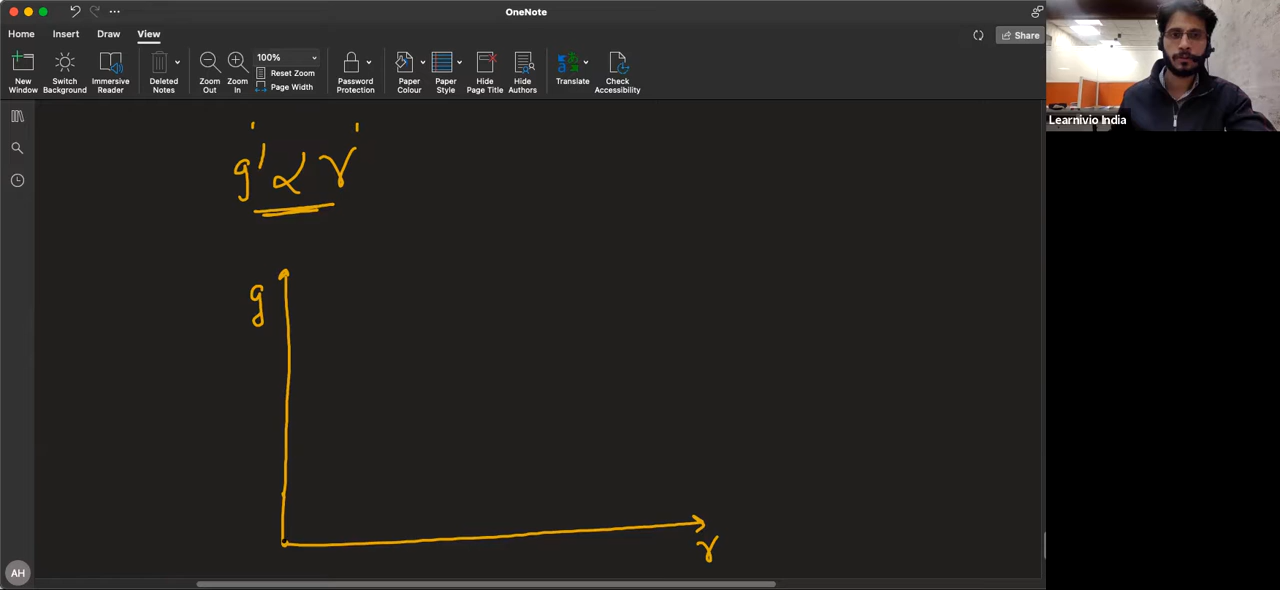 OneNote
Home Insert Draw View Share
100%
Reset Zoom
Page Width
New Window Switch Background Immersive Reader Deleted Notes Zoom Out Zoom In Password Protection Paper Colour Paper Style Hide Page Title Hide Authors Translate Check Accessibility
Learnivio India
g' ∝ r
g
r
AH